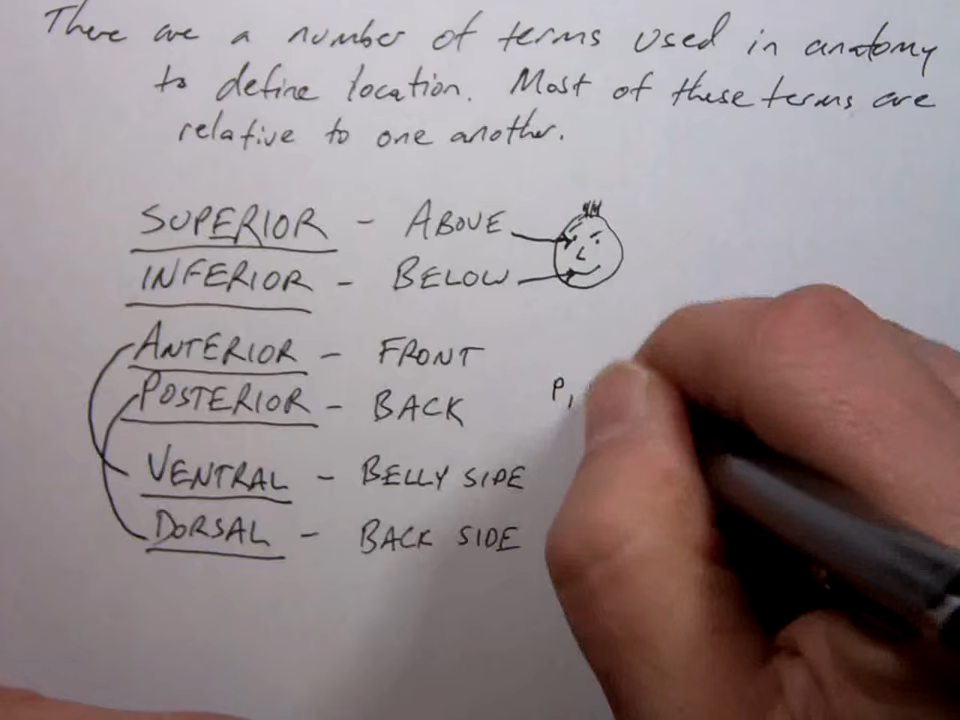 There are a number of terms used in anatomy
to define location. Most of these terms are
relative to one another.
SUPERIOR - ABOVE
INFERIOR - BELOW
ANTERIOR - FRONT
POSTERIOR - BACK
VENTRAL - BELLY SIDE
DORSAL - BACK SIDE